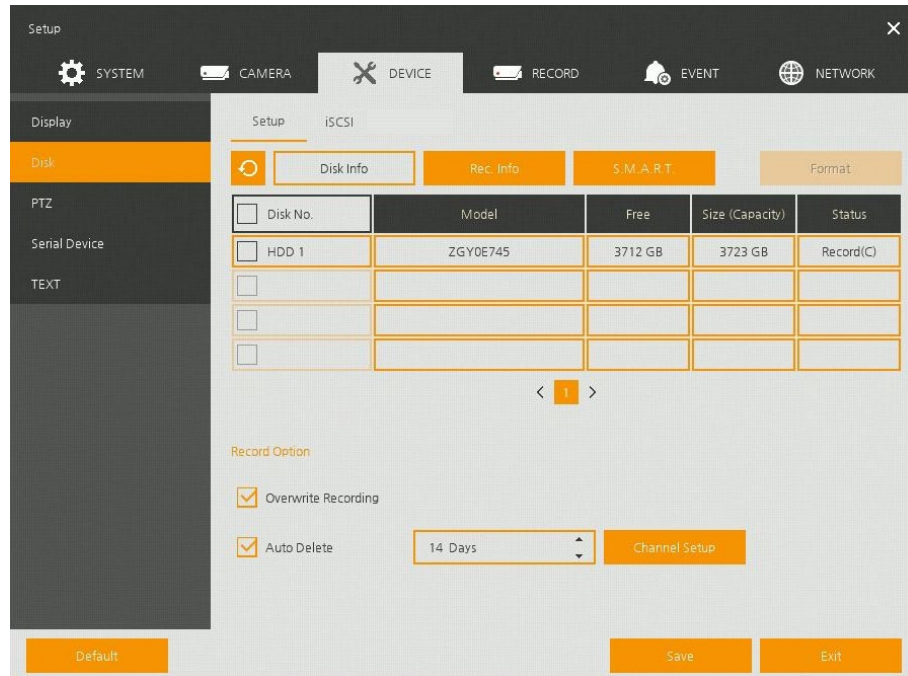 Setup
SYSTEM CAMERA DEVICE RECORD EVENT NETWORK
Display
Disk
PTZ
Serial Device
TEXT
Setup iSCSI
Disk Info Rec. Info S.M.A.R.T. Format
Disk No. Model Free Size (Capacity) Status
HDD 1 ZGY0E745 3712 GB 3723 GB Record(C)
< 1 >
Record Option
Overwrite Recording
Auto Delete 14 Days Channel Setup
Default Save Exit